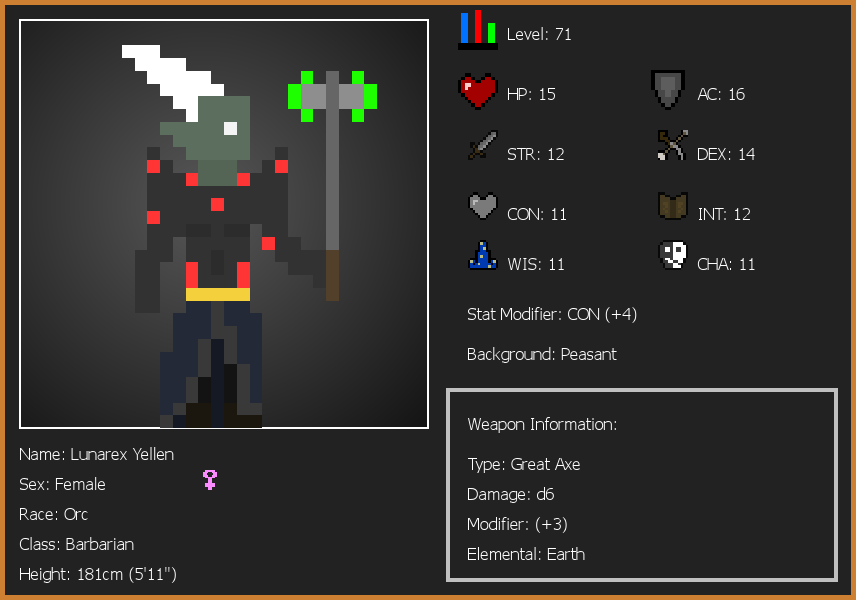 Level: 71
HP: 15
AC: 16
STR: 12
DEX: 14
CON: 11
INT: 12
WIS: 11
CHA: 11
Stat Modifier: CON (+4)
Background: Peasant
Weapon Information:
Type: Great Axe
Damage: d6
Modifier: (+3)
Elemental: Earth
Name: Lunarex Yellen
Sex: Female
Race: Orc
Class: Barbarian
Height: 181cm (5'11")